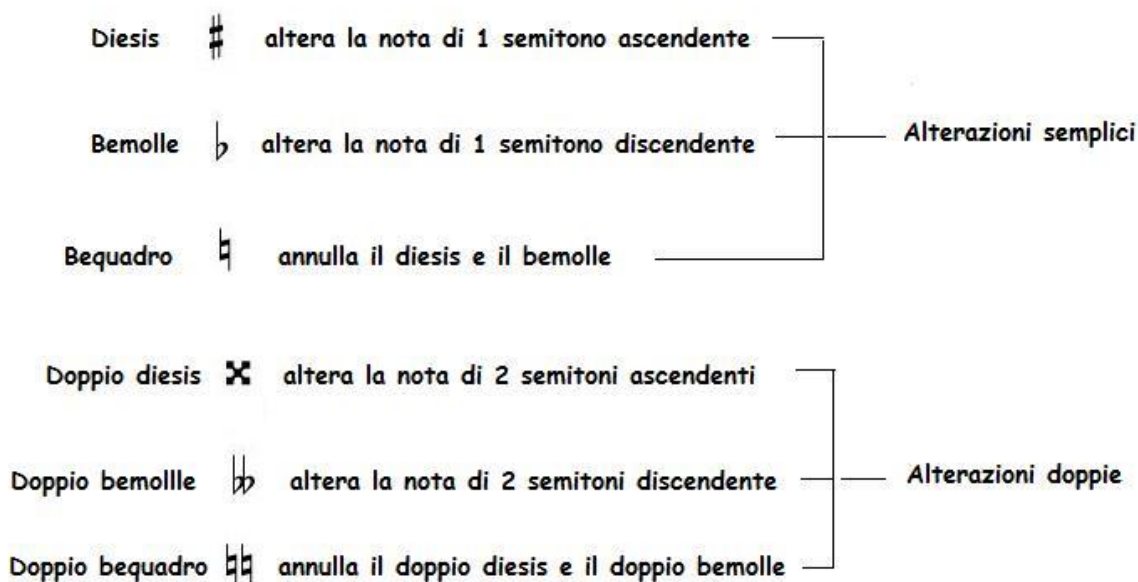 Diesis ♯ altera la nota di 1 semitono ascendente
Bemolle ♭ altera la nota di 1 semitono discendente
Alterazioni semplici
Bequadro ♮ annulla il diesis e il bemolle
Doppio diesis 𝄪 altera la nota di 2 semitoni ascendenti
Doppio bemollle 𝄫 altera la nota di 2 semitoni discendente
Alterazioni doppie
Doppio bequadro ♮♮ annulla il doppio diesis e il doppio bemolle